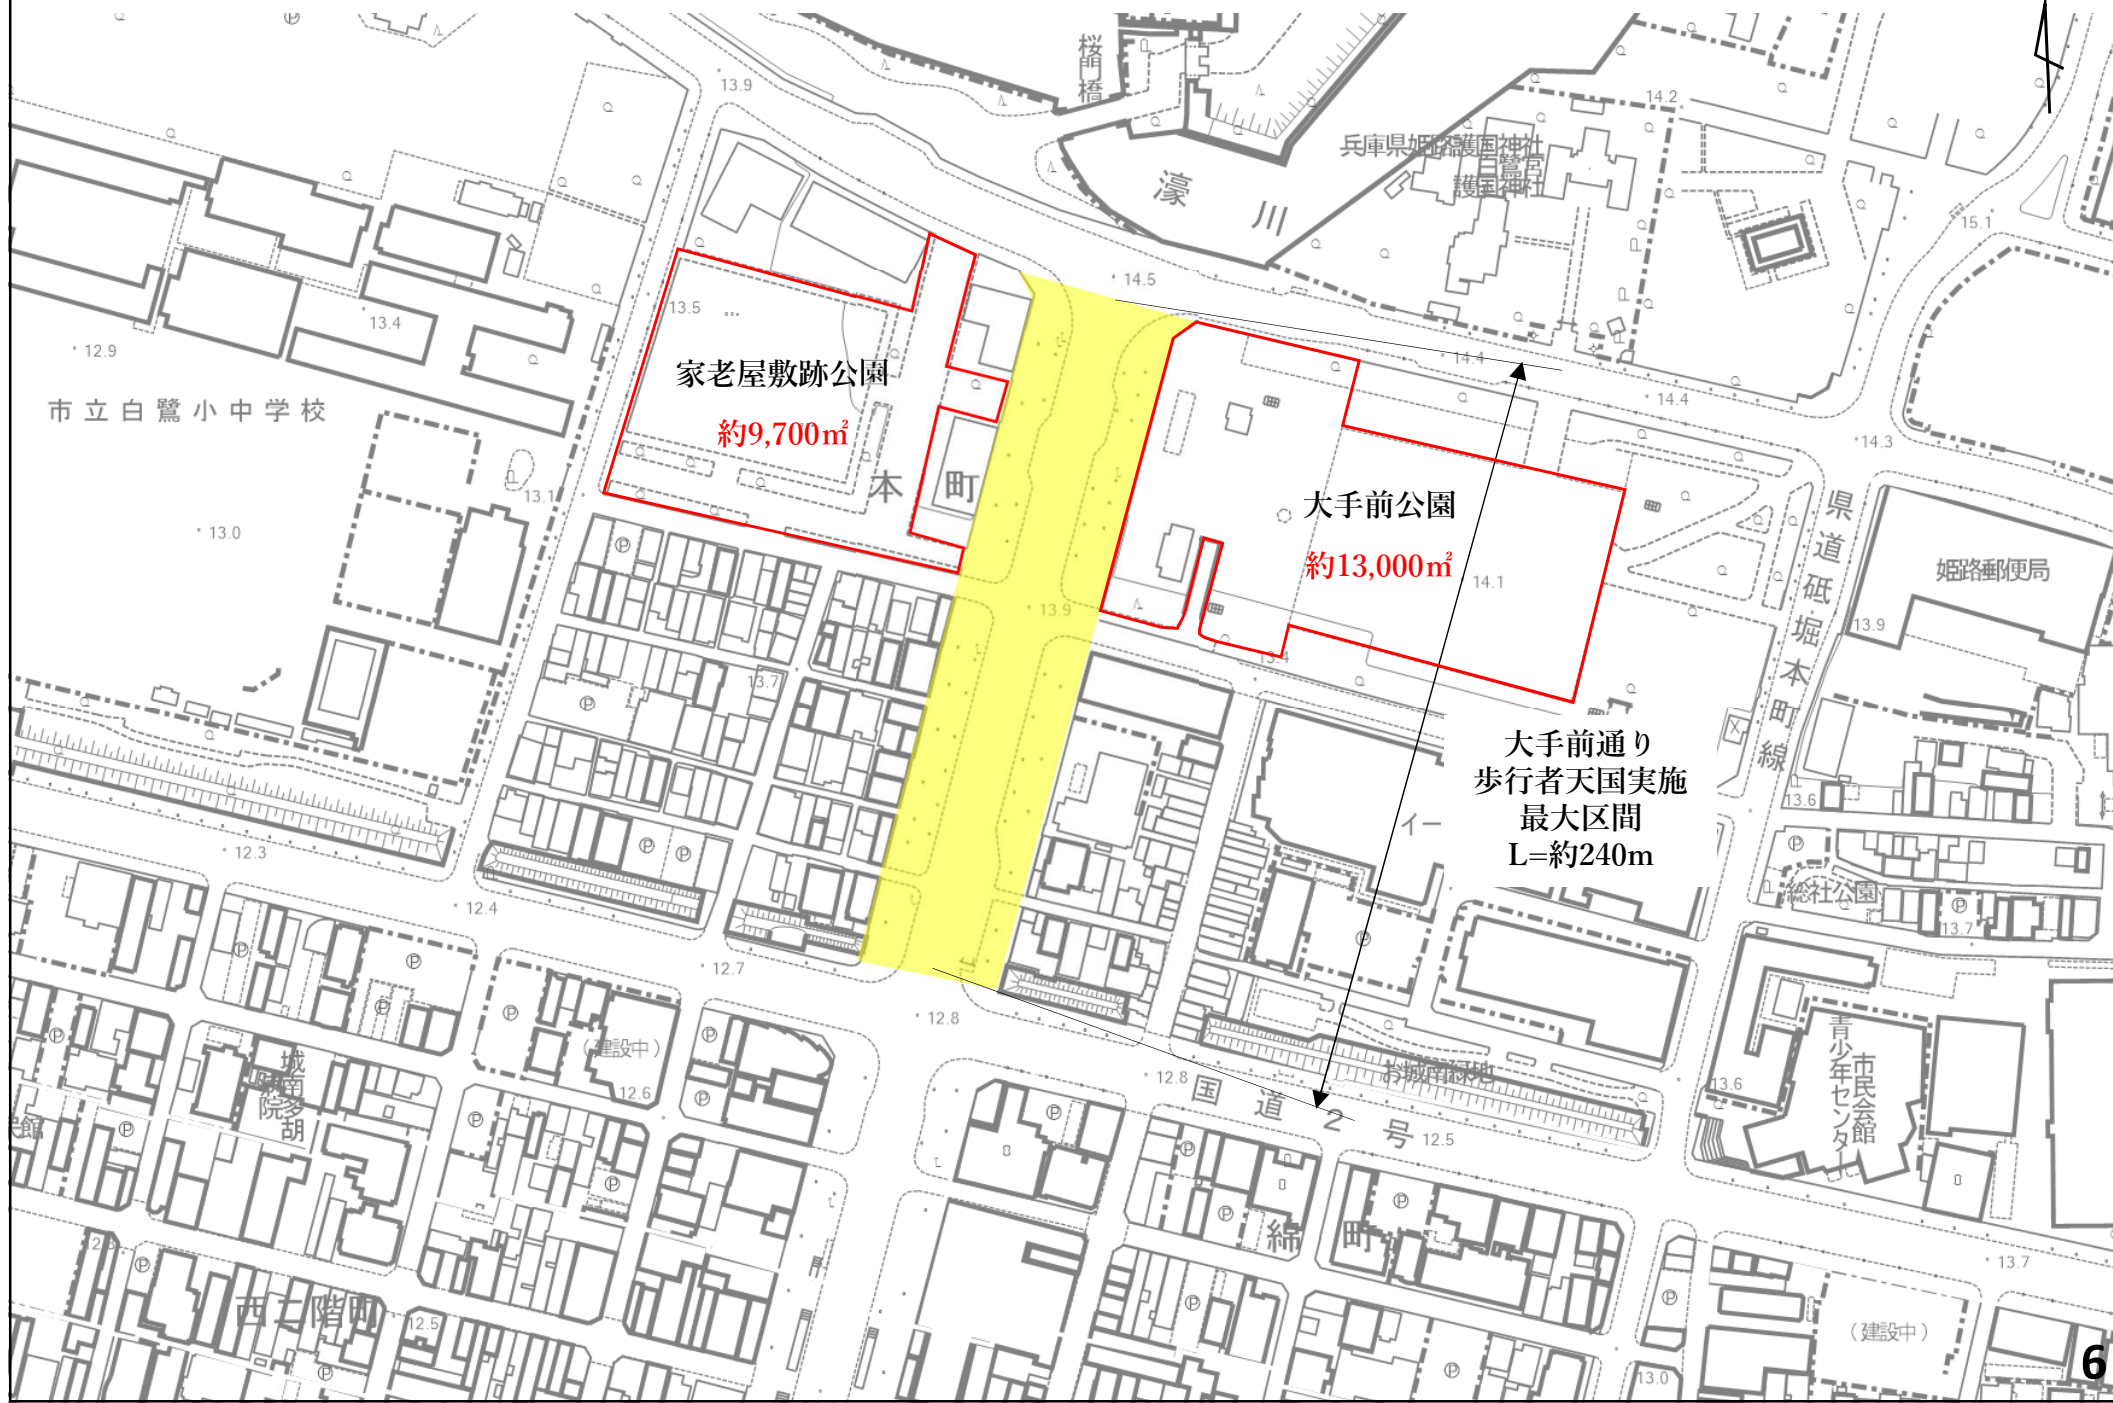 桜門橋
13.9
14.2
兵庫県姫路護国神社
白鷺宮
護国神社
濠川
15.1
14.5
13.5
13.4
12.9
14.4
14.4
家老屋敷跡公園
約9,700㎡
市立白鷺小中学校
14.3
本町
13.1
13.0
大手前公園
約13,000㎡
14.1
県道砥堀本町線
姫路郵便局
13.9
13.9
13.4
13.7
大手前通り
歩行者天国実施
最大区間
L=約240m
イー
13.6
12.3
総社公園
12.4
13.7
12.7
12.8
(建設中)
12.6
城南多胡
病院
12.8
国道2号
お城南緑地
12.5
13.6
青少年センター
市民会館
綿町
13.7
西二階町
12.5
(建設中)
13.0
6